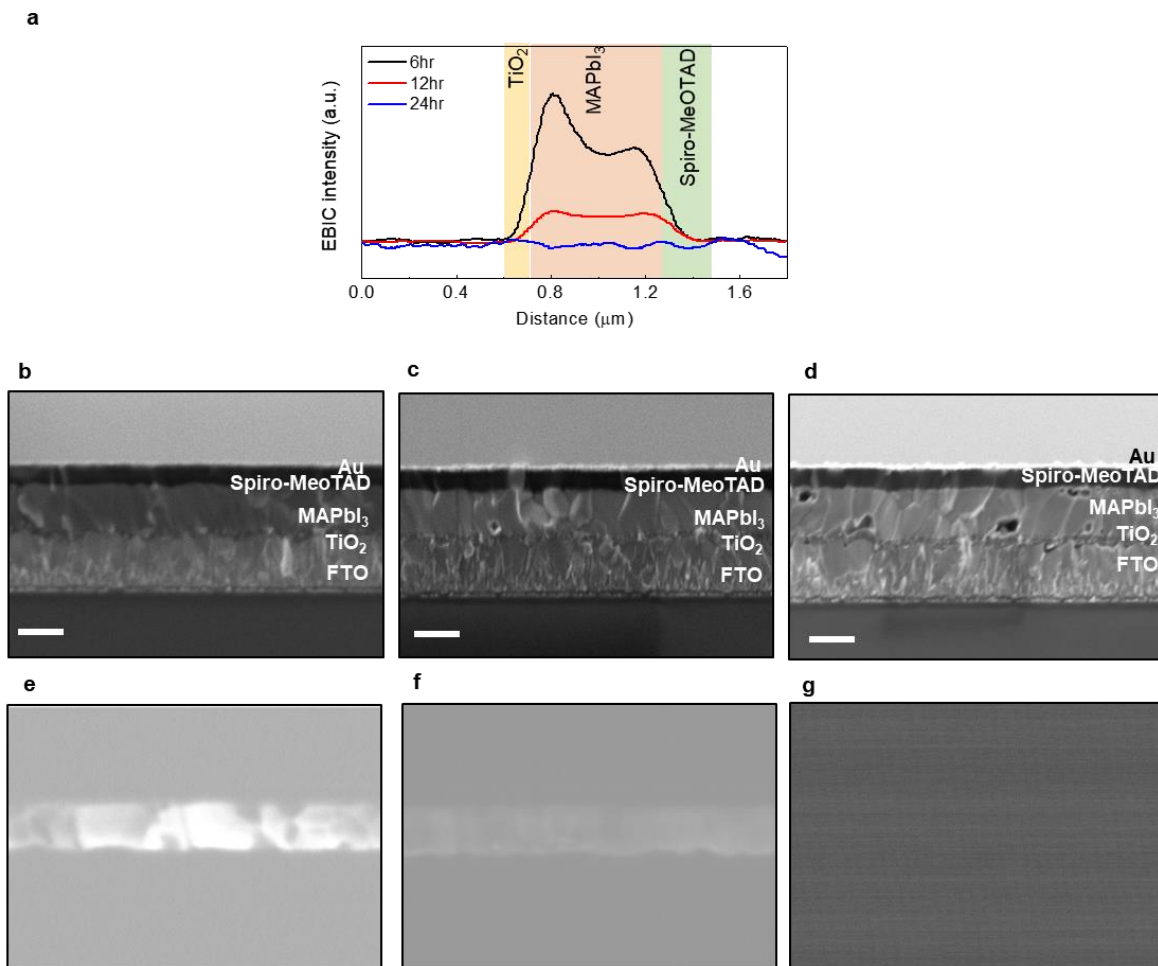 a
6hr
12hr
24hr
TiO₂
MAPbI₃
Spiro-MeOTAD
EBIC intensity (a.u.)
0.0 0.4 0.8 1.2 1.6
Distance (μm)
b
c
d
Au
Spiro-MeoTAD
MAPbI₃
TiO₂
FTO
Au
Spiro-MeoTAD
MAPbI₃
TiO₂
FTO
Au
Spiro-MeoTAD
MAPbI₃
TiO₂
FTO
e
f
g